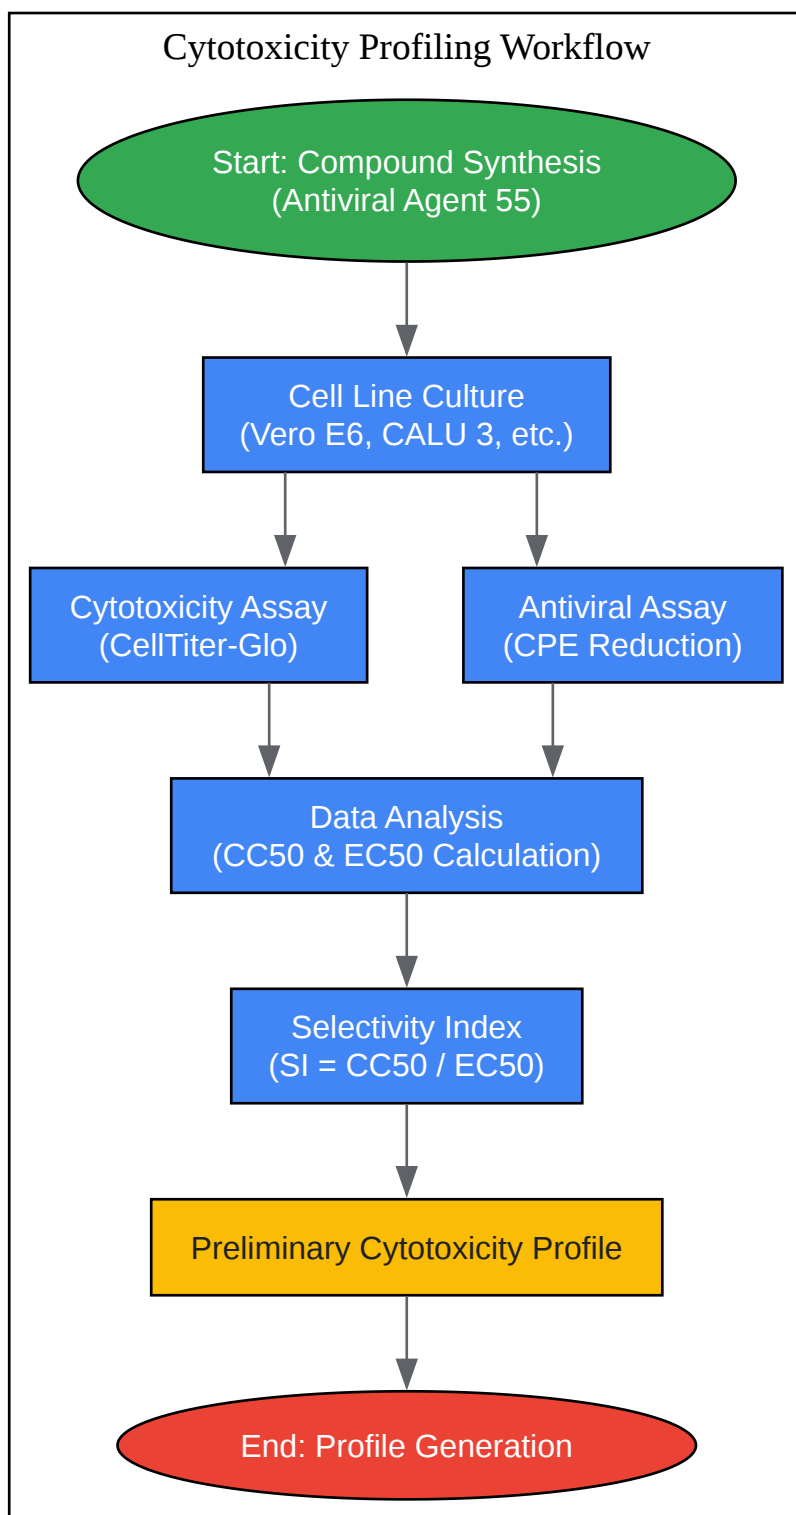 Cytotoxicity Profiling Workflow
Start: Compound Synthesis
(Antiviral Agent 55)
Cell Line Culture
(Vero E6, CALU 3, etc.)
Cytotoxicity Assay
(CellTiter-Glo)
Antiviral Assay
(CPE Reduction)
Data Analysis
(CC50 & EC50 Calculation)
Selectivity Index
(SI = CC50 / EC50)
Preliminary Cytotoxicity Profile
End: Profile Generation